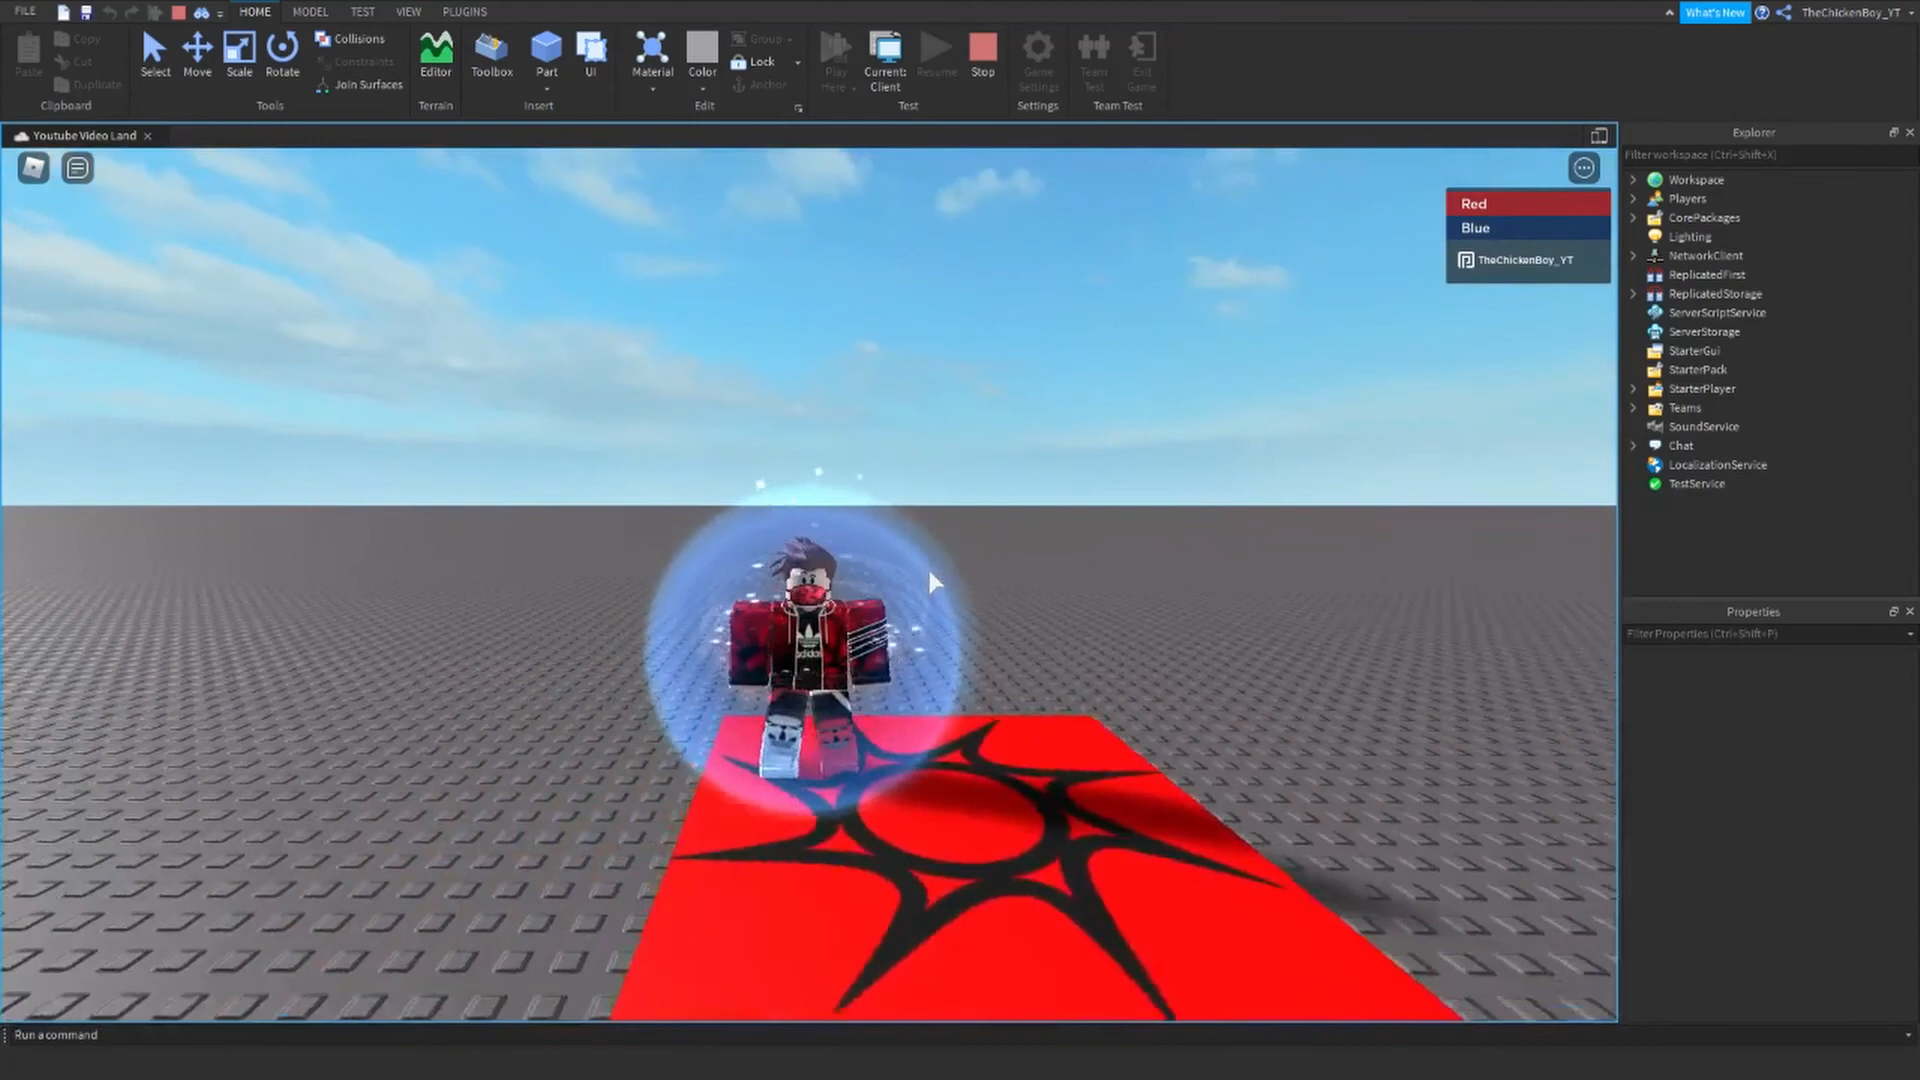 FILE HOME MODEL TEST VIEW PLUGINS What's New TheChickenBoy_YT
Paste Copy Cut Duplicate
Clipboard
Select Move Scale Rotate Collisions Constraints Join Surfaces
Tools
Editor
Terrain
Toolbox Part UI
Insert
Material Color Group Lock Anchor
Edit
Play Here Current: Client Resume Stop
Test
Game Settings
Settings
Team Test Exit Game
Team Test
Youtube Video Land
Red
Blue
TheChickenBoy_YT
adidas
Explorer
Filter workspace (Ctrl+Shift+X)
Workspace
Players
CorePackages
Lighting
NetworkClient
ReplicatedFirst
ReplicatedStorage
ServerScriptService
ServerStorage
StarterGui
StarterPack
StarterPlayer
Teams
SoundService
Chat
LocalizationService
TestService
Properties
Filter Properties (Ctrl+Shift+P)
Run a command